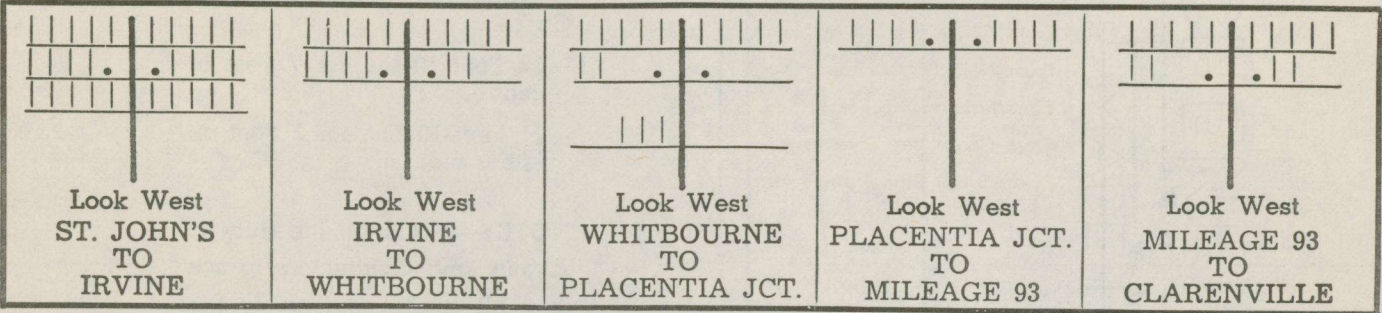 Look West
ST. JOHN'S
TO
IRVINE
Look West
IRVINE
TO
WHITBOURNE
Look West
WHITBOURNE
TO
PLACENTIA JCT.
Look West
PLACENTIA JCT.
TO
MILEAGE 93
Look West
MILEAGE 93
TO
CLARENVILLE